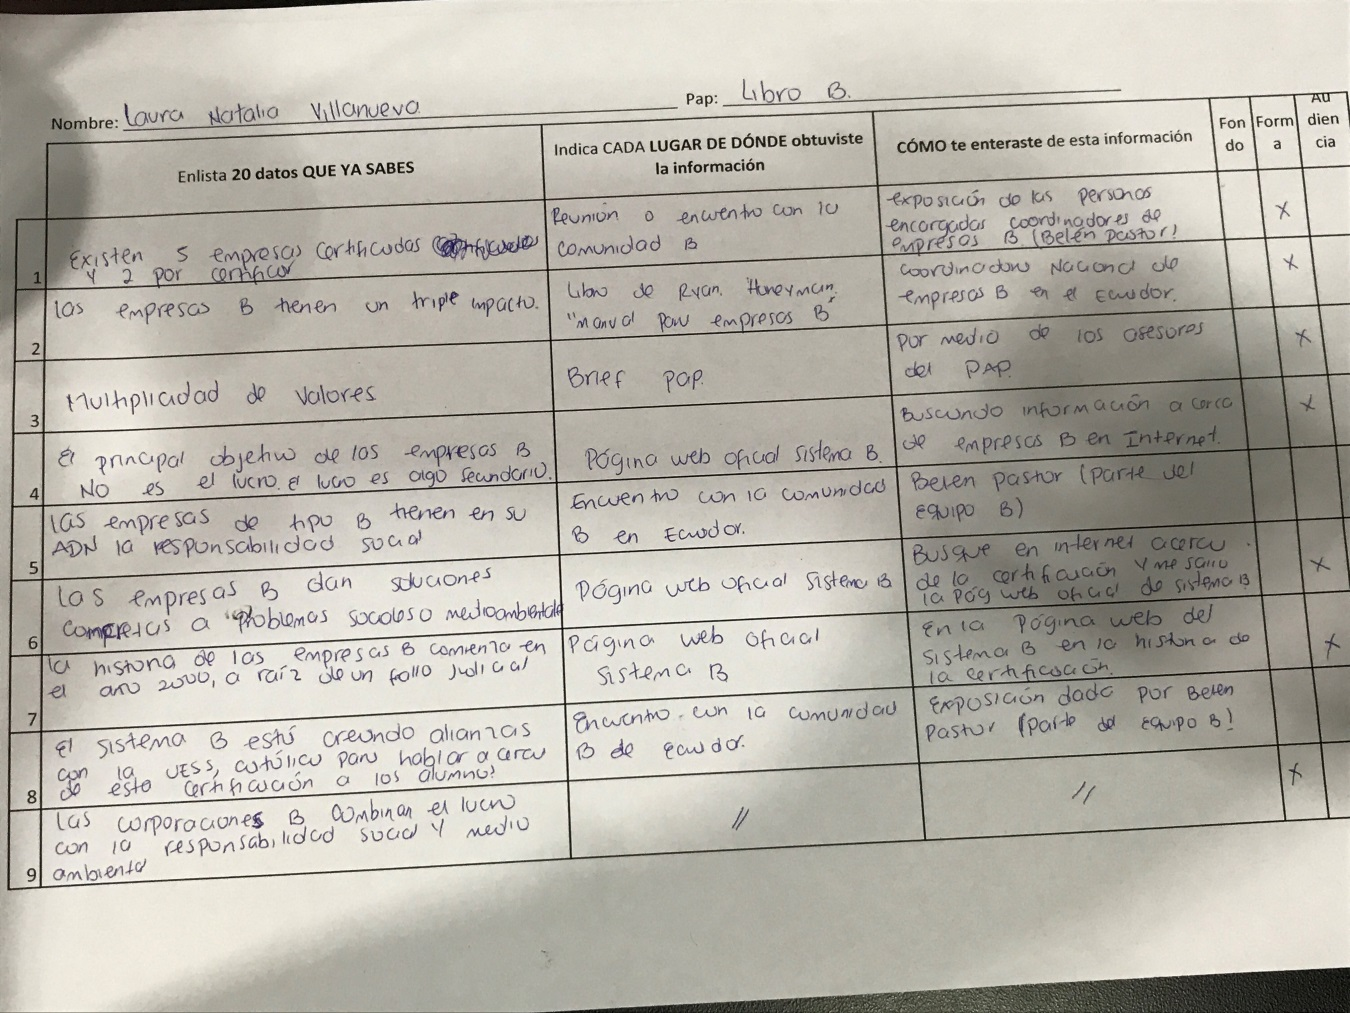 Nombre: Laura Natalia Villanueva Pap: Libro B.
Enlista 20 datos QUE YA SABES
Indica CADA LUGAR DE DÓNDE obtuviste
la información
CÓMO te enteraste de esta información
Fon
do
Form
a
Au
dien
cia
1
Existen 5 empresas certificadas
y 2 por certificar
Reunión o encuentro con la
comunidad B
exposición de las personas
encargadas coordinadores de
empresas B (Belén Pastor)
X
2
Las empresas B tienen un triple impacto.
Libro de Ryan Honeyman.
"manual para empresas B"
Coordinadora Nacional de
empresas B en el Ecuador.
X
3
Multiplicidad de Valores
Brief pap.
Por medio de los asesores
del PAP.
X
4
El principal objetivo de las empresas B
NO es el lucro. el lucro es algo secundario.
Página web oficial sistema B.
Buscando información acerca
de empresas B en Internet.
X
5
Las empresas de tipo B tienen en su
ADN la responsabilidad social
Encuentro con la comunidad
B en Ecuador.
Belén Pastor (parte del
equipo B)
6
Las empresas B dan soluciones
completas a problemas sociales o medioambientales
Página web oficial Sistema B
Busque en internet acerca
de la certificación y me salio
la pág web oficial de sistema B
X
7
la historia de las empresas B comienza en
el año 2000, a raíz de un fallo judicial
Página web oficial
Sistema B
En la Página web del
Sistema B en la historia de
la certificación.
X
8
El sistema B está creando alianzas
con la UESS, católica para hablar acerca
de esta certificación a los alumnos
Encuentro con la comunidad
B de Ecuador.
Exposición dada por Belen
Pastor (parte del Equipo B)
9
Las corporaciones B combinan el lucro
con la responsabilidad social y medio
ambiental
//
//
X